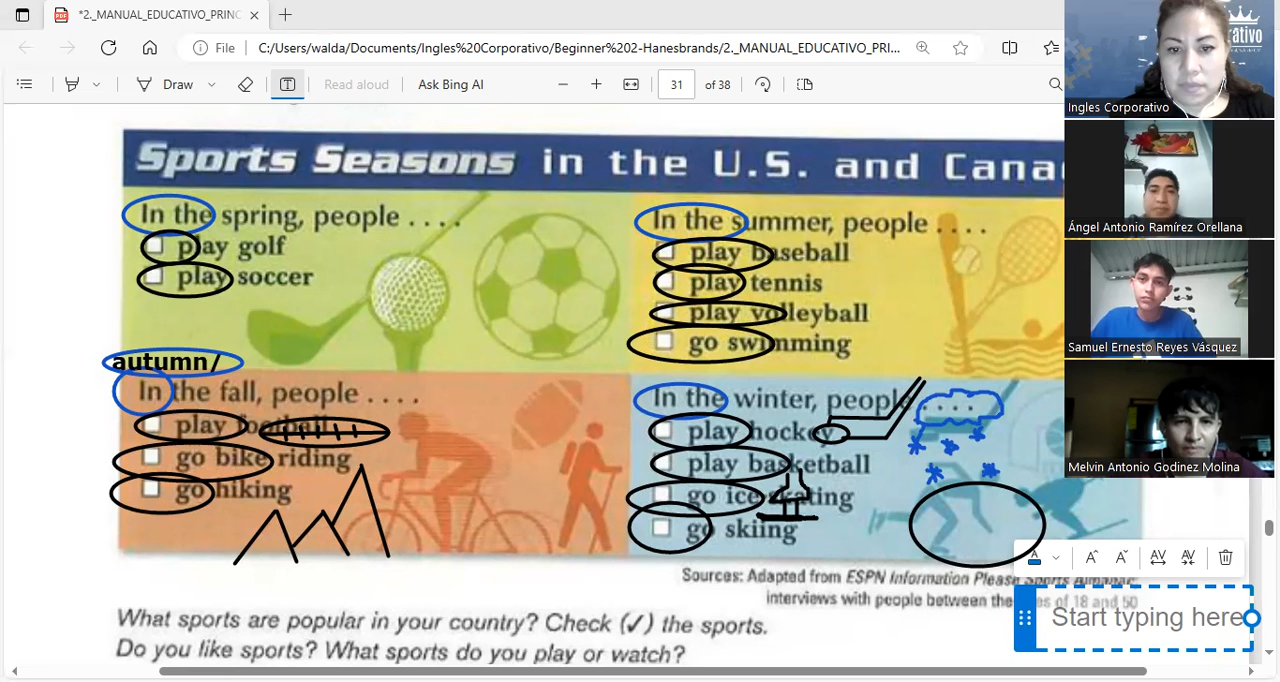 *2._MANUAL_EDUCATIVO_PRINC
File
C:/Users/walda/Documents/Ingles%20Corporativo/Beginner%202-Hanesbrands/2._MANUAL_EDUCATIVO_PRI...
Draw
Read aloud
Ask Bing AI
31
of 38
Sports Seasons in the U.S. and Cana
In the spring, people . . . .
play golf
play soccer
In the summer, people . . . .
play baseball
play tennis
play volleyball
go swimming
autumn/
In the fall, people . . . .
play football
go bike riding
go hiking
In the winter, people
play hockey
play basketball
go ice skating
go skiing
Sources: Adapted from ESPN Information Please Sports Almanac;
interviews with people between the ages of 18 and 50
What sports are popular in your country? Check (✓) the sports.
Do you like sports? What sports do you play or watch?
Start typing here
Ingles Corporativo
Ángel Antonio Ramírez Orellana
Samuel Ernesto Reyes Vásquez
Melvin Antonio Godinez Molina